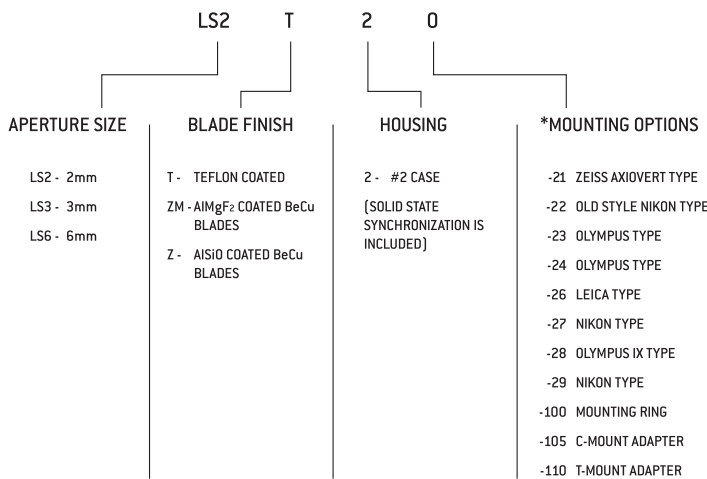 LS2 T 2 0
APERTURE SIZE
LS2 - 2mm
LS3 - 3mm
LS6 - 6mm
BLADE FINISH
T - TEFLON COATED
ZM - AlMgF₂ COATED BeCu
BLADES
Z - AlSiO COATED BeCu
BLADES
HOUSING
2 - #2 CASE
(SOLID STATE
SYNCHRONIZATION IS
INCLUDED)
*MOUNTING OPTIONS
-21 ZEISS AXIOVERT TYPE
-22 OLD STYLE NIKON TYPE
-23 OLYMPUS TYPE
-24 OLYMPUS TYPE
-26 LEICA TYPE
-27 NIKON TYPE
-28 OLYMPUS IX TYPE
-29 NIKON TYPE
-100 MOUNTING RING
-105 C-MOUNT ADAPTER
-110 T-MOUNT ADAPTER